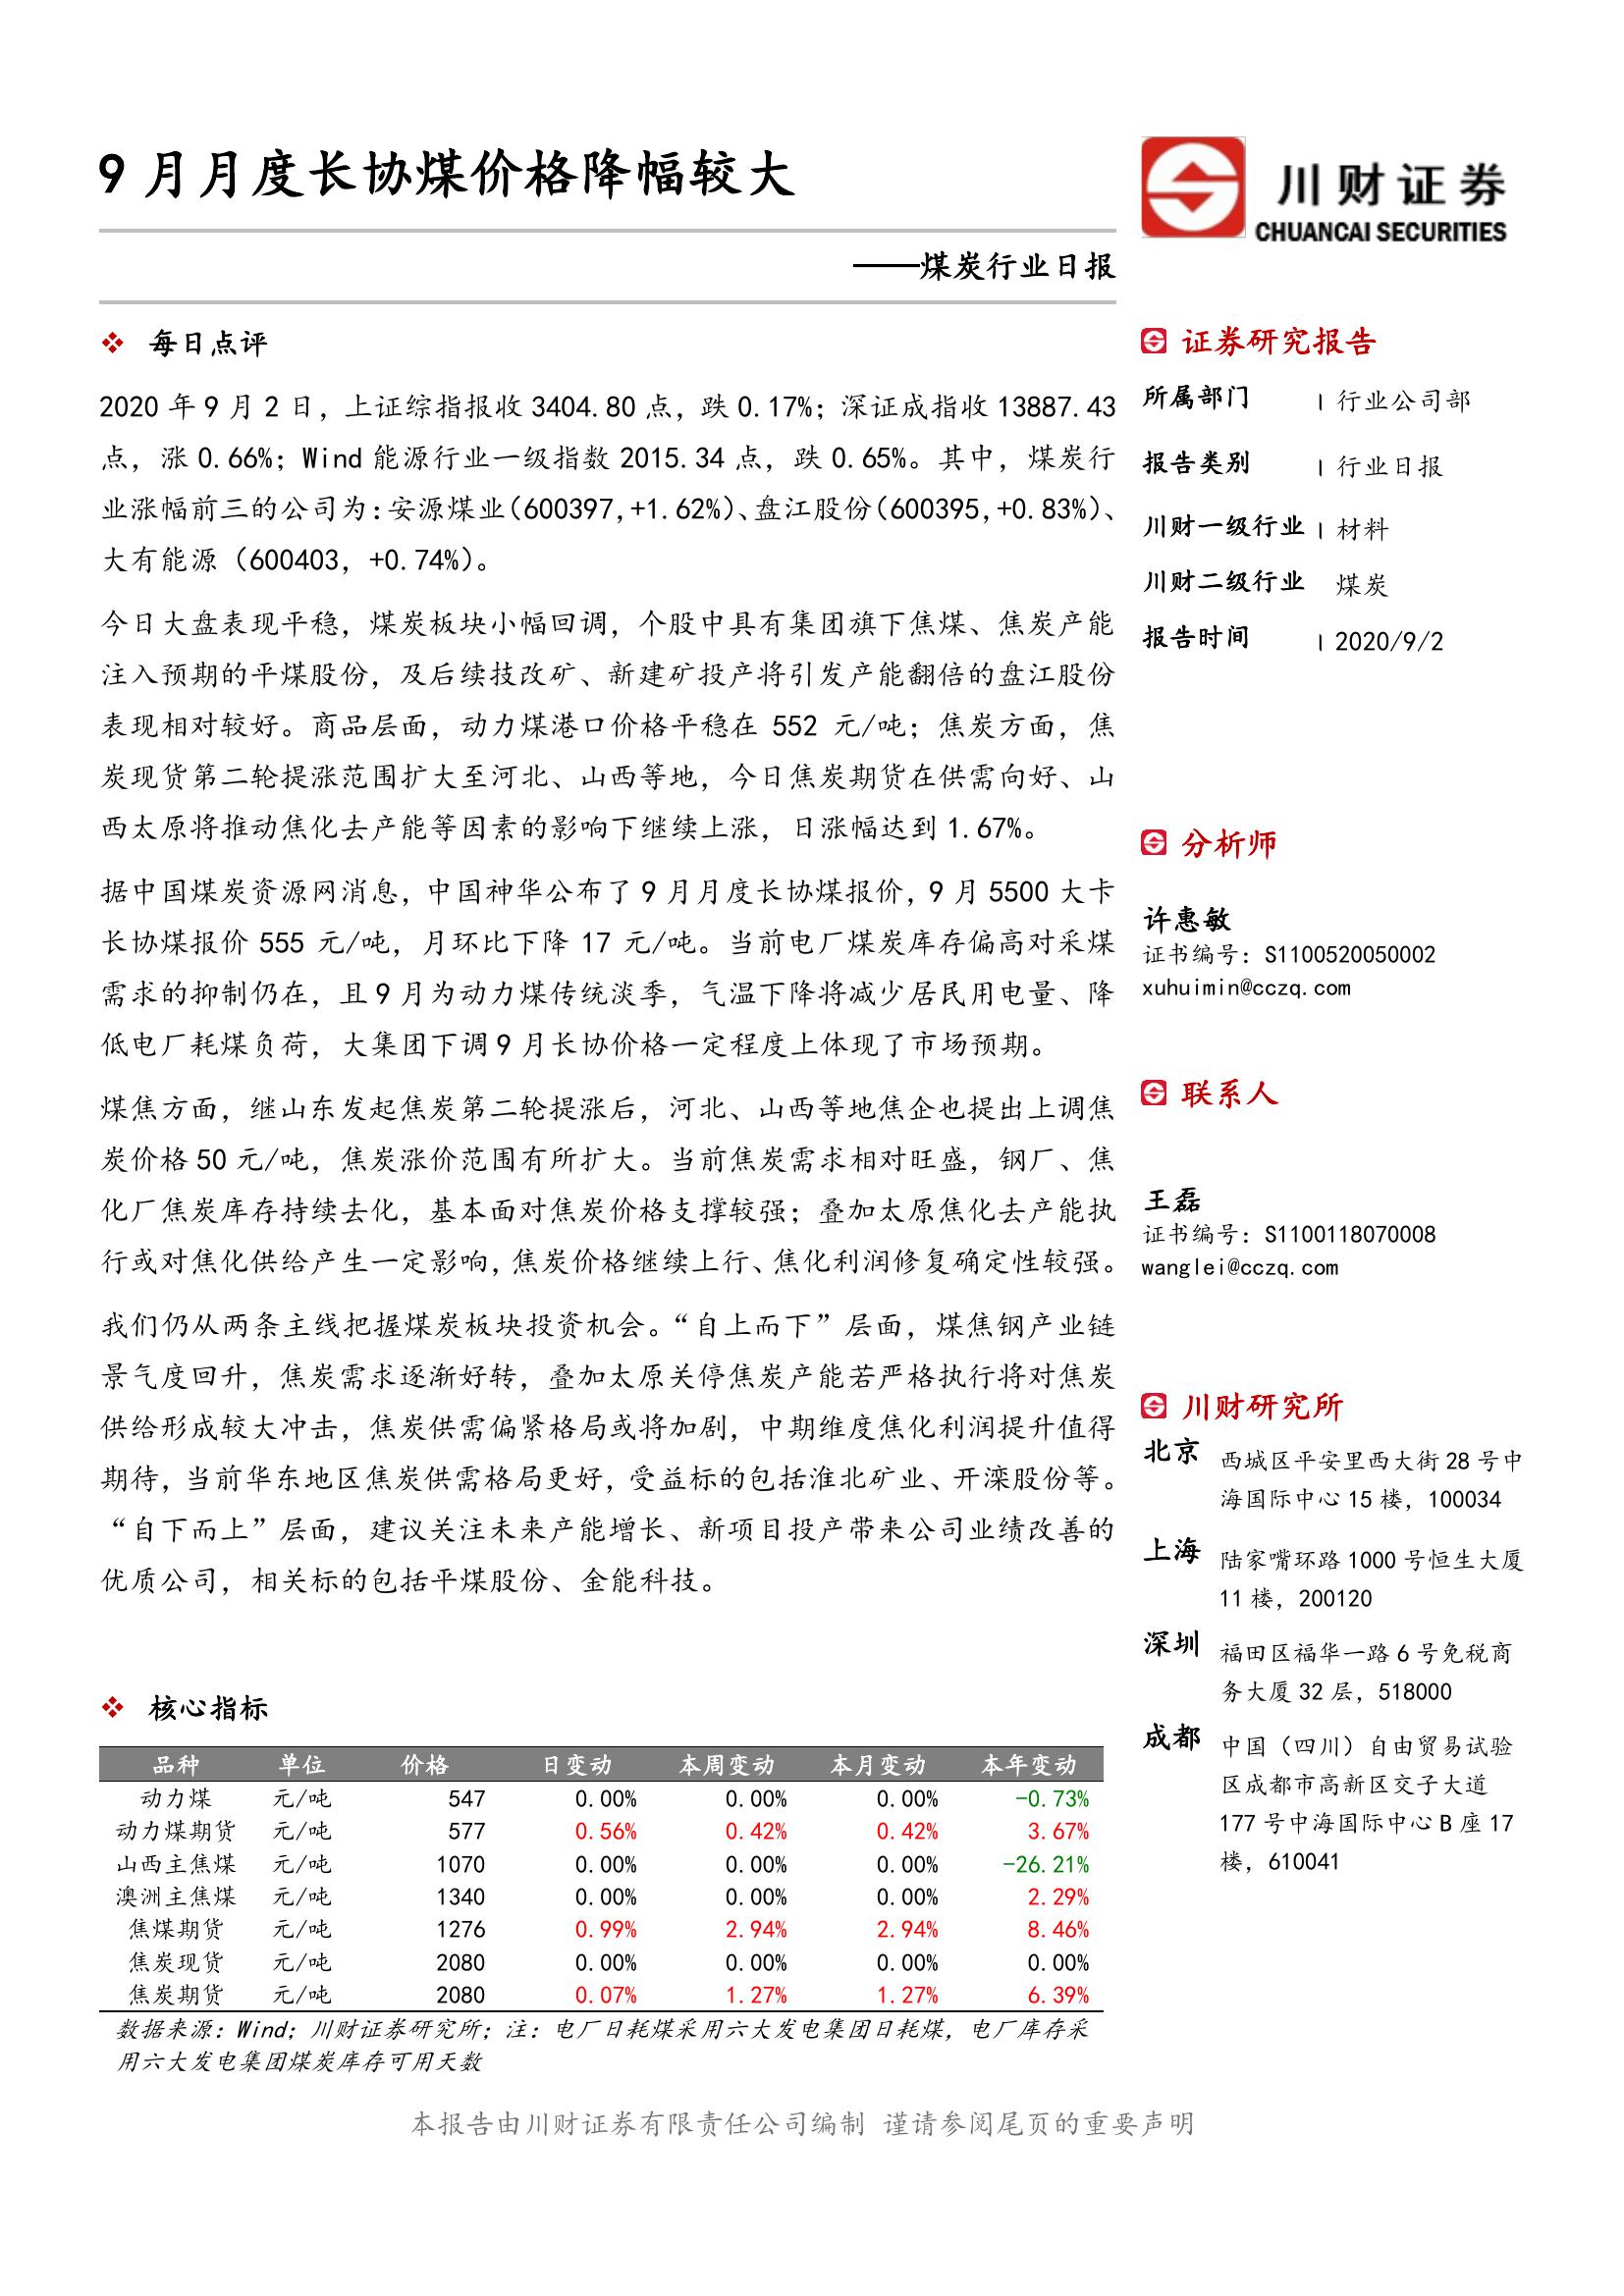 9 月月度长协煤价格降幅较大
——煤炭行业日报
川财证券
CHUANCAI SECURITIES
每日点评
2020 年 9 月 2 日，上证综指报收 3404.80 点，跌 0.17%；深证成指收 13887.43
点，涨 0.66%；Wind 能源行业一级指数 2015.34 点，跌 0.65%。其中，煤炭行
业涨幅前三的公司为：安源煤业（600397,+1.62%）、盘江股份（600395,+0.83%）、
大有能源（600403，+0.74%）。
今日大盘表现平稳，煤炭板块小幅回调，个股中具有集团旗下焦煤、焦炭产能
注入预期的平煤股份，及后续技改矿、新建矿投产将引发产能翻倍的盘江股份
表现相对较好。商品层面，动力煤港口价格平稳在 552 元/吨；焦炭方面，焦
炭现货第二轮提涨范围扩大至河北、山西等地，今日焦炭期货在供需向好、山
西太原将推动焦化去产能等因素的影响下继续上涨，日涨幅达到 1.67%。
据中国煤炭资源网消息，中国神华公布了 9 月月度长协煤报价，9 月 5500 大卡
长协煤报价 555 元/吨，月环比下降 17 元/吨。当前电厂煤炭库存偏高对采煤
需求的抑制仍在，且 9 月为动力煤传统淡季，气温下降将减少居民用电量、降
低电厂耗煤负荷，大集团下调 9 月长协价格一定程度上体现了市场预期。
煤焦方面，继山东发起焦炭第二轮提涨后，河北、山西等地焦企也提出上调焦
炭价格 50 元/吨，焦炭涨价范围有所扩大。当前焦炭需求相对旺盛，钢厂、焦
化厂焦炭库存持续去化，基本面对焦炭价格支撑较强；叠加太原焦化去产能执
行或对焦化供给产生一定影响，焦炭价格继续上行、焦化利润修复确定性较强。
我们仍从两条主线把握煤炭板块投资机会。“自上而下”层面，煤焦钢产业链
景气度回升，焦炭需求逐渐好转，叠加太原关停焦炭产能若严格执行将对焦炭
供给形成较大冲击，焦炭供需偏紧格局或将加剧，中期维度焦化利润提升值得
期待，当前华东地区焦炭供需格局更好，受益标的包括淮北矿业、开滦股份等。
“自下而上”层面，建议关注未来产能增长、新项目投产带来公司业绩改善的
优质公司，相关标的包括平煤股份、金能科技。
核心指标
品种 单位 价格 日变动 本周变动 本月变动 本年变动
动力煤 元/吨 547 0.00% 0.00% 0.00% -0.73%
动力煤期货 元/吨 577 0.56% 0.42% 0.42% 3.67%
山西主焦煤 元/吨 1070 0.00% 0.00% 0.00% -26.21%
澳洲主焦煤 元/吨 1340 0.00% 0.00% 0.00% 2.29%
焦煤期货 元/吨 1276 0.99% 2.94% 2.94% 8.46%
焦炭现货 元/吨 2080 0.00% 0.00% 0.00% 0.00%
焦炭期货 元/吨 2080 0.07% 1.27% 1.27% 6.39%
数据来源：Wind；川财证券研究所；注：电厂日耗煤采用六大发电集团日耗煤，电厂库存采
用六大发电集团煤炭库存可用天数
证券研究报告
所属部门 | 行业公司部
报告类别 | 行业日报
川财一级行业 | 材料
川财二级行业 煤炭
报告时间 | 2020/9/2
分析师
许惠敏
证书编号：S1100520050002
xuhuimin@cczq.com
联系人
王磊
证书编号：S1100118070008
wanglei@cczq.com
川财研究所
北京 西城区平安里西大街 28 号中
海国际中心 15 楼，100034
上海 陆家嘴环路 1000 号恒生大厦
11 楼，200120
深圳 福田区福华一路 6 号免税商
务大厦 32 层，518000
成都 中国（四川）自由贸易试验
区成都市高新区交子大道
177 号中海国际中心 B 座 17
楼，610041
本报告由川财证券有限责任公司编制 谨请参阅尾页的重要声明